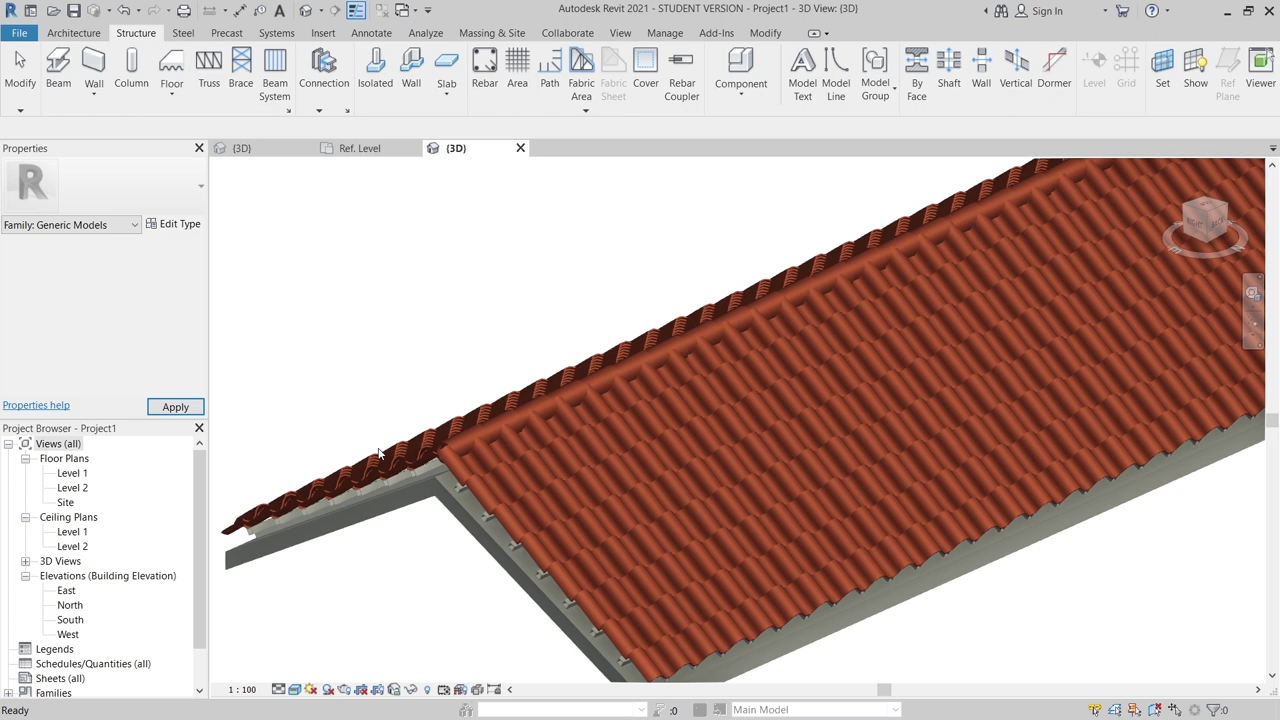 Autodesk Revit 2021 - STUDENT VERSION - Project1 - 3D View: {3D}
Sign In
File Architecture Structure Steel Precast Systems Insert Annotate Analyze Massing & Site Collaborate View Manage Add-Ins Modify
Modify Beam Wall Column Floor Truss Brace Beam System Connection Isolated Wall Slab Rebar Area Path Fabric Area Fabric Sheet Cover Rebar Coupler Component Model Text Model Line Model Group By Face Shaft Wall Vertical Dormer Level Grid Set Show Ref Plane Viewer
Properties
{3D} Ref. Level {3D}
R
Family: Generic Models
Edit Type
Properties help
Apply
Project Browser - Project1
Views (all)
Floor Plans
Level 1
Level 2
Site
Ceiling Plans
Level 1
Level 2
3D Views
Elevations (Building Elevation)
East
North
South
West
Legends
Schedules/Quantities (all)
Sheets (all)
Families
1 : 100
Ready
:0
Main Model
:0